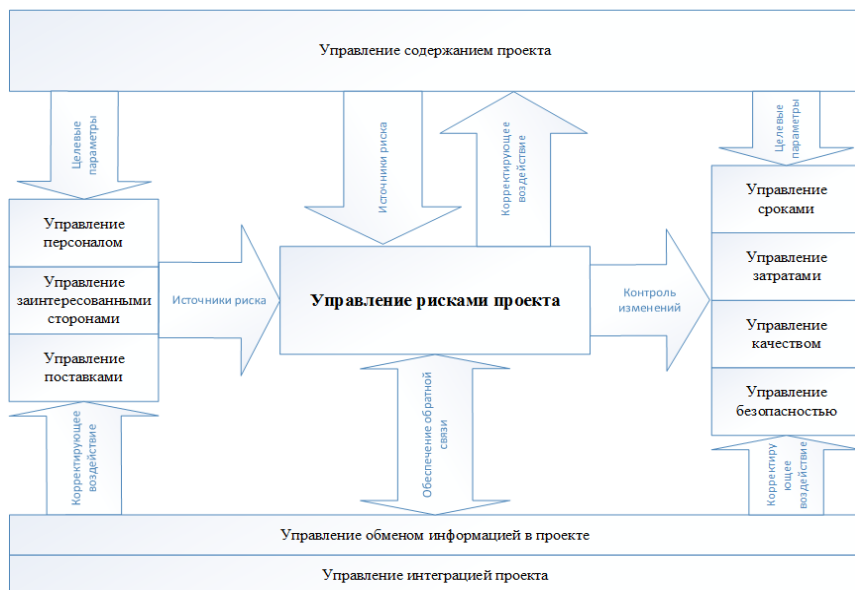 Управление содержанием проекта
Целевые
параметры
Источники риска
Корректирующее
воздействие
Целевые
параметры
Управление
персоналом
Управление
заинтересованными
сторонами
Управление
поставками
Источники риска
Управление рисками проекта
Контроль
изменений
Управление
сроками
Управление
затратами
Управление
качеством
Управление
безопасностью
Корректирующее
воздействие
Обеспечение обратной
связи
Корректиру
ющее
воздействие
Управление обменом информацией в проекте
Управление интеграцией проекта